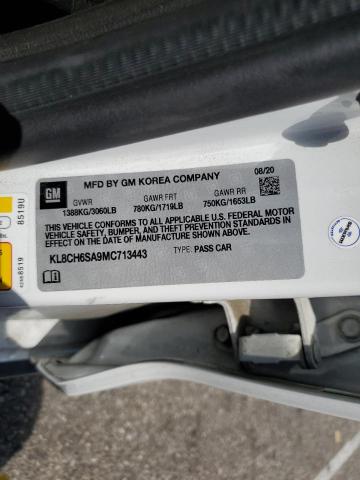 GM
MFD BY GM KOREA COMPANY
08/20
GVWR GAWR FRT GAWR RR
1388KG/3060LB 780KG/1719LB 750KG/1653LB
THIS VEHICLE CONFORMS TO ALL APPLICABLE U.S. FEDERAL MOTOR
VEHICLE SAFETY, BUMPER, AND THEFT PREVENTION STANDARDS IN
EFFECT ON THE DATE OF MANUFACTURE SHOWN ABOVE.
KL8CH6SA9MC713443 TYPE: PASS CAR
8519U
8519